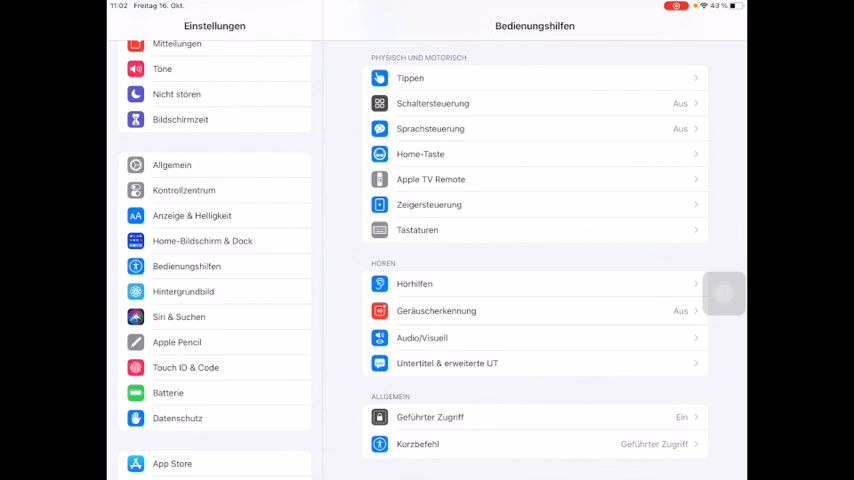 11:02 Freitag 16. Okt.
43 %
Einstellungen
Bedienungshilfen
Mitteilungen
Töne
Nicht stören
Bildschirmzeit
Allgemein
Kontrollzentrum
Anzeige & Helligkeit
Home-Bildschirm & Dock
Bedienungshilfen
Hintergrundbild
Siri & Suchen
Apple Pencil
Touch ID & Code
Batterie
Datenschutz
App Store
PHYSISCH UND MOTORISCH
Tippen
Schaltersteuerung Aus
Sprachsteuerung Aus
Home-Taste
Apple TV Remote
Zeigersteuerung
Tastaturen
HÖREN
Hörhilfen
Geräuscherkennung Aus
Audio/Visuell
Untertitel & erweiterte UT
ALLGEMEIN
Geführter Zugriff Ein
Kurzbefehl Geführter Zugriff